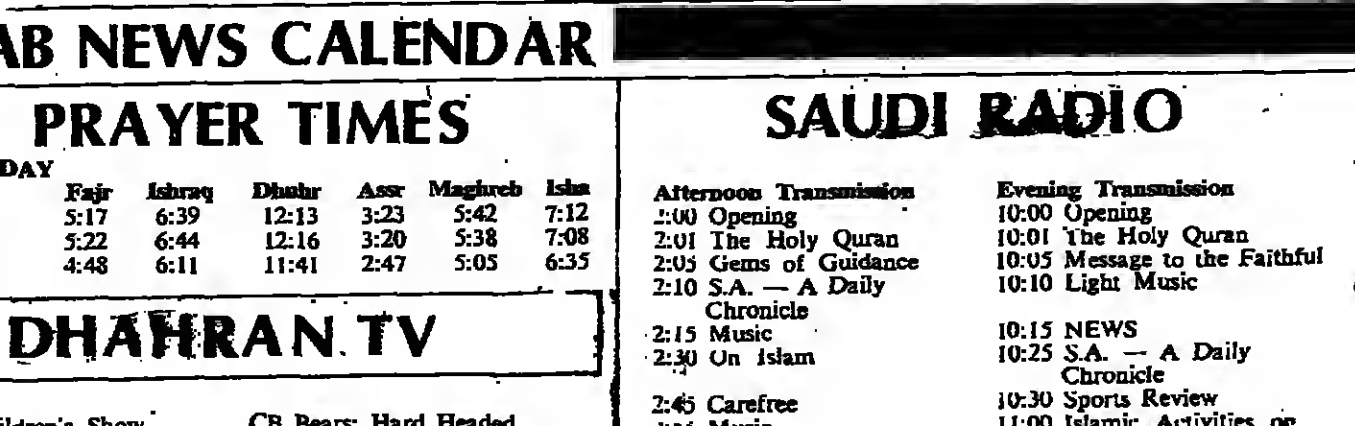 AB NEWS CALENDAR
PRAYER TIMES
DAY
Fajr Ishraq Dhuhr Assr Maghreb Isha
5:17 6:39 12:13 3:23 5:42 7:12
5:22 6:44 12:16 3:20 5:38 7:08
4:48 6:11 11:41 2:47 5:05 6:35
DHAHRAN TV
ildren's Show
CB Bears: Hard Headed
SAUDI RADIO
Afternoon Transmission
2:00 Opening
2:01 The Holy Quran
2:05 Gems of Guidance
2:10 S.A. — A Daily
Chronicle
2:15 Music
2:30 On Islam
2:45 Carefree
Music
Evening Transmission
10:00 Opening
10:01 The Holy Quran
10:05 Message to the Faithful
10:10 Light Music
10:15 NEWS
10:25 S.A. — A Daily
Chronicle
10:30 Sports Review
11:00 Islamic Activities on